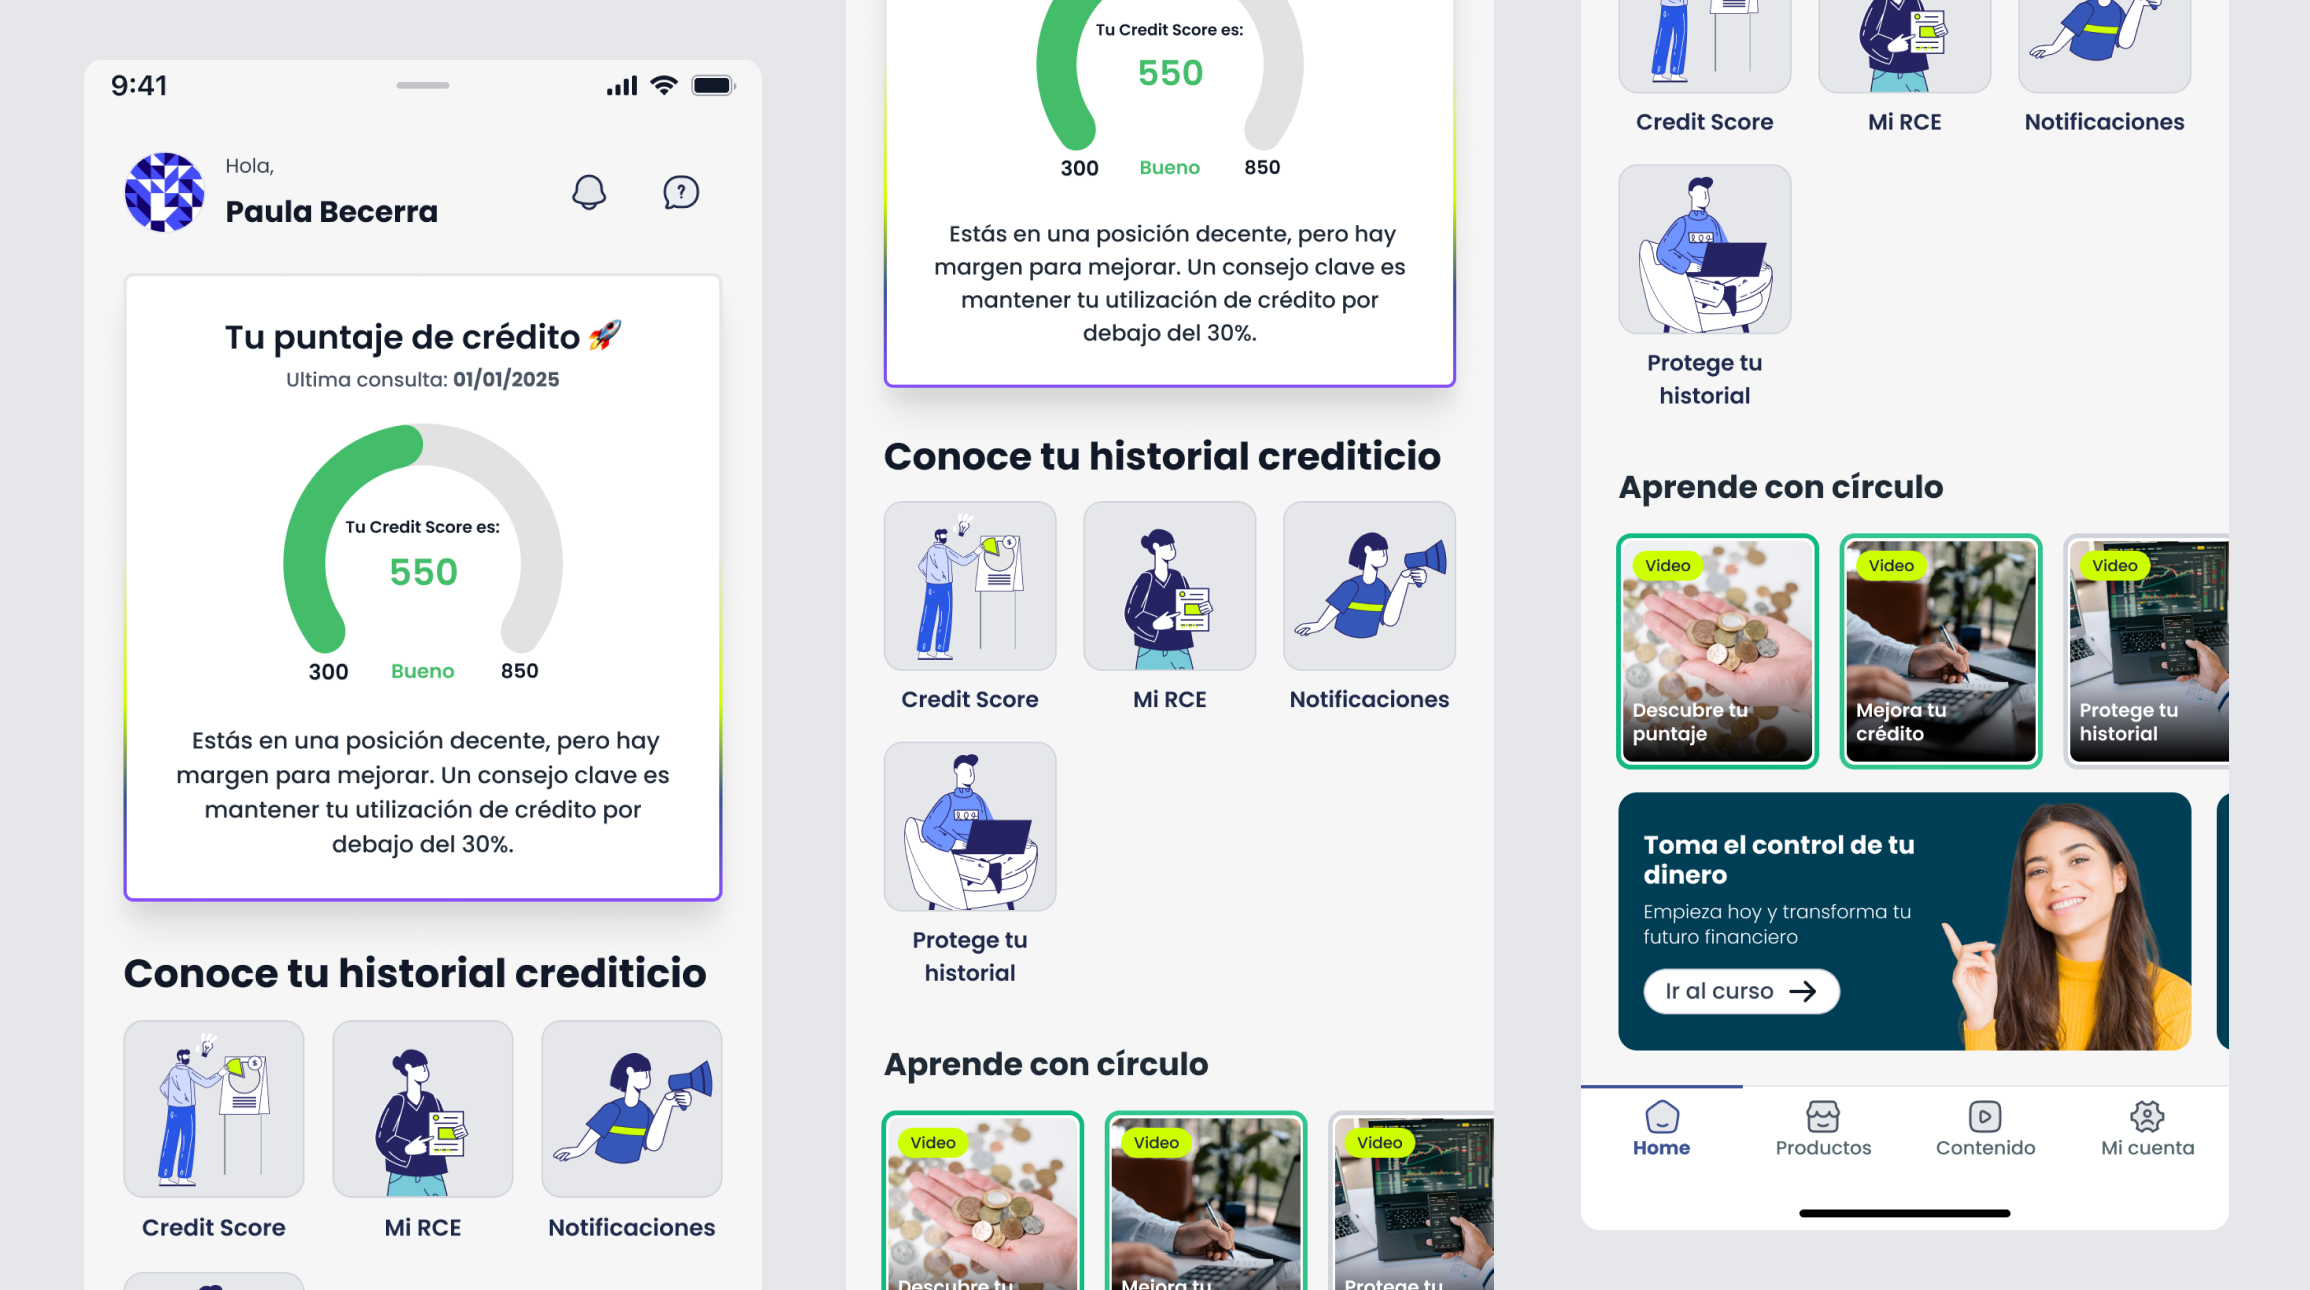 9:41
Hola,
Paula Becerra
Tu puntaje de crédito 🚀
Ultima consulta: 01/01/2025
Tu Credit Score es:
550
300 Bueno 850
Estás en una posición decente, pero hay
margen para mejorar. Un consejo clave es
mantener tu utilización de crédito por
debajo del 30%.
Conoce tu historial crediticio
Credit Score
Mi RCE
Notificaciones
Tu Credit Score es:
550
300 Bueno 850
Estás en una posición decente, pero hay
margen para mejorar. Un consejo clave es
mantener tu utilización de crédito por
debajo del 30%.
Conoce tu historial crediticio
Credit Score
Mi RCE
Notificaciones
Protege tu
historial
Aprende con círculo
Video
Descubre tu
Video
Mejora tu
Video
Protege tu
Credit Score
Mi RCE
Notificaciones
Protege tu
historial
Aprende con círculo
Video
Descubre tu
puntaje
Video
Mejora tu
crédito
Video
Protege tu
historial
Toma el control de tu
dinero
Empieza hoy y transforma tu
futuro financiero
Ir al curso
Home
Productos
Contenido
Mi cuenta